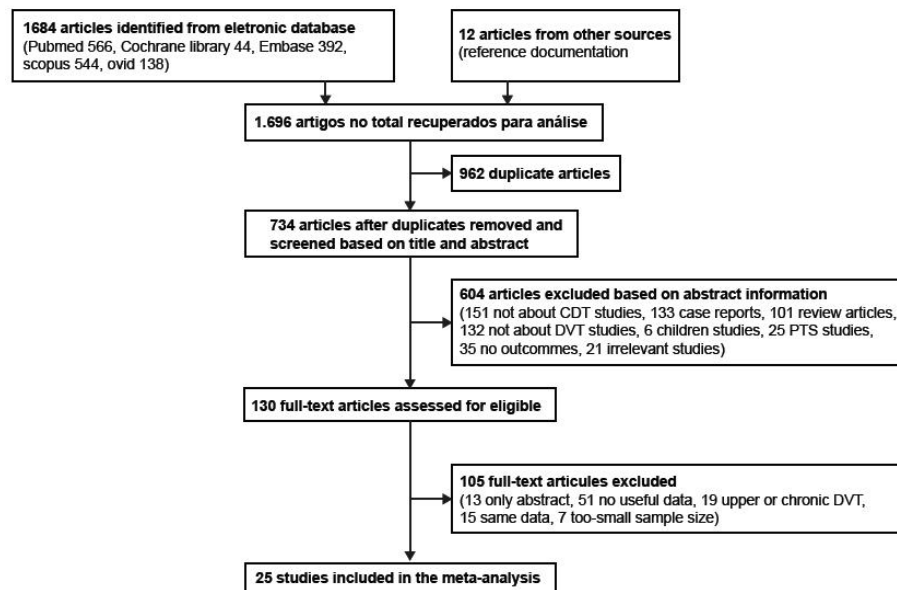 1684 articles identified from eletronic database
(Pubmed 566, Cochrane library 44, Embase 392,
scopus 544, ovid 138)
12 articles from other sources
(reference documentation
1.696 artigos no total recuperados para análise
962 duplicate articles
734 articles after duplicates removed and
screened based on title and abstract
604 articles excluded based on abstract information
(151 not about CDT studies, 133 case reports, 101 review articles,
132 not about DVT studies, 6 children studies, 25 PTS studies,
35 no outcommes, 21 irrelevant studies)
130 full-text articles assessed for eligible
105 full-text articules excluded
(13 only abstract, 51 no useful data, 19 upper or chronic DVT,
15 same data, 7 too-small sample size)
25 studies included in the meta-analysis